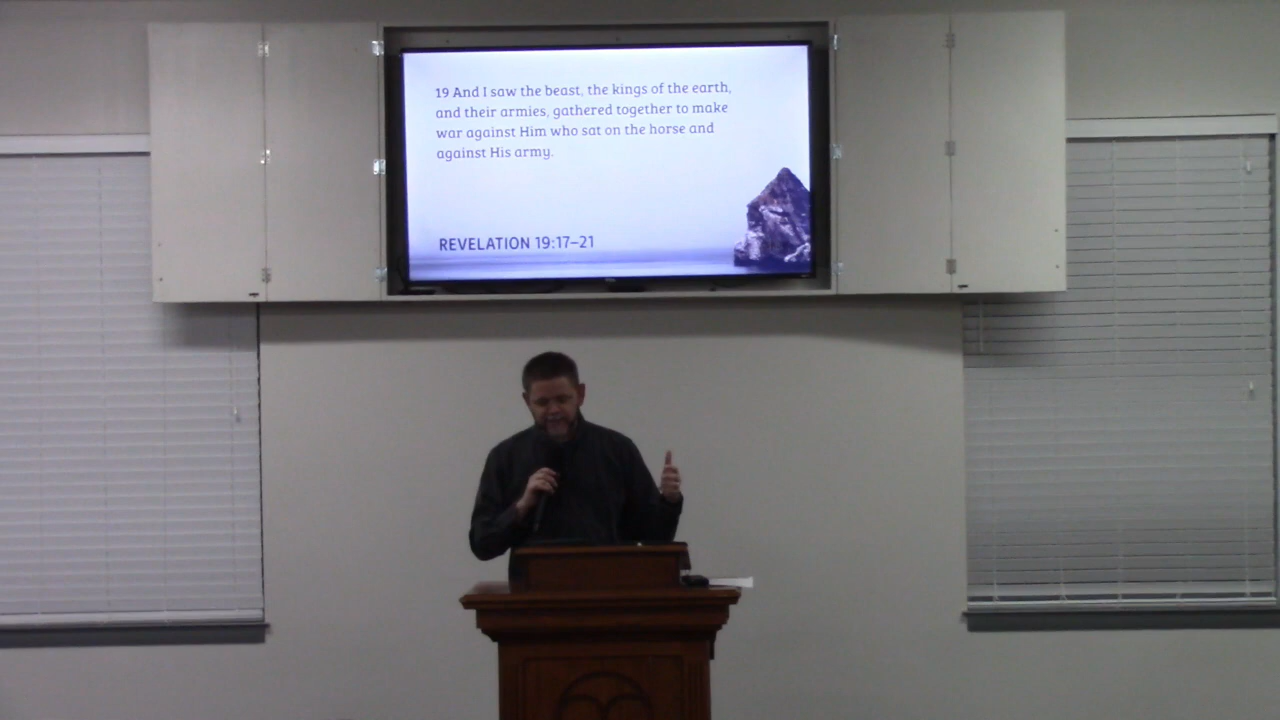 19 And I saw the beast, the kings of the earth,
and their armies, gathered together to make
war against Him who sat on the horse and
against His army.
REVELATION 19:17–21